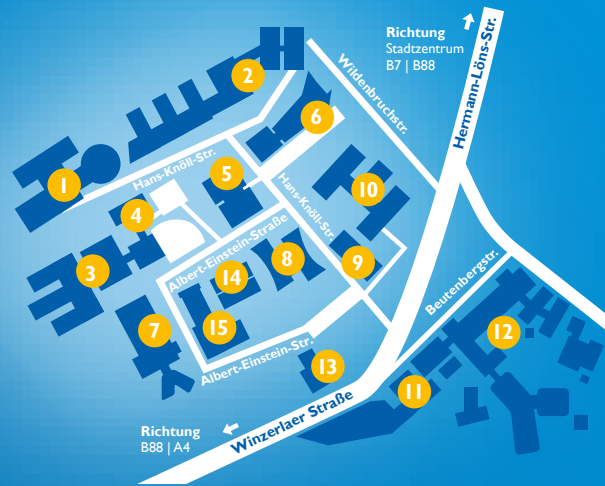 Richtung
Stadtzentrum
B7 | B88
Hermann-Löns-Str.
Wildenbruchstr.
2
6
1
Hans-Knöll-Str.
5
10
4
Hans-Knöll-Str.
Albert-Einstein-Straße
3
14
8
9
Beutenbergstr.
7
15
12
Albert-Einstein-Str.
13
11
Winzerlaer Straße
Richtung
B88 | A4